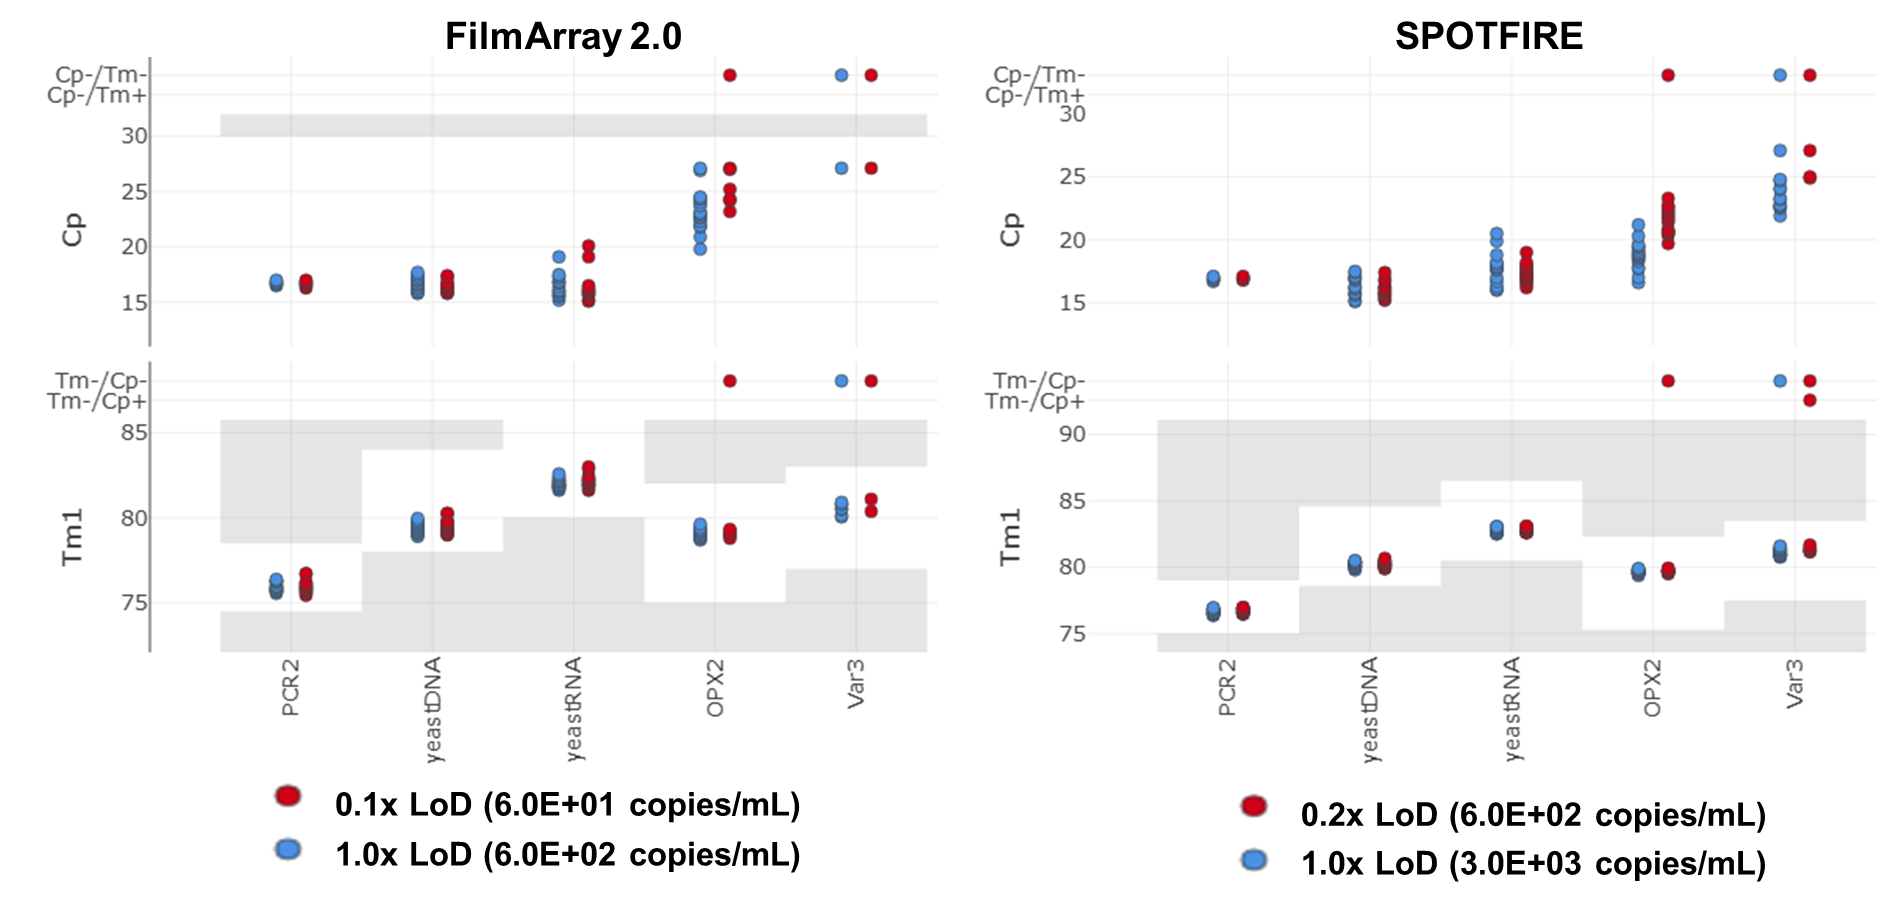 FilmArray 2.0
Cp-/Tm-
Cp-/Tm+
30
25
20
15
Cp
Tm-/Cp-
Tm-/Cp+
85
80
75
Tm1
PCR2
yeastDNA
yeastRNA
OPX2
Var3
0.1x LoD (6.0E+01 copies/mL)
1.0x LoD (6.0E+02 copies/mL)
SPOTFIRE
Cp-/Tm-
Cp-/Tm+
30
25
20
15
Cp
Tm-/Cp-
Tm-/Cp+
90
85
80
75
Tm1
PCR2
yeastDNA
yeastRNA
OPX2
Var3
0.2x LoD (6.0E+02 copies/mL)
1.0x LoD (3.0E+03 copies/mL)